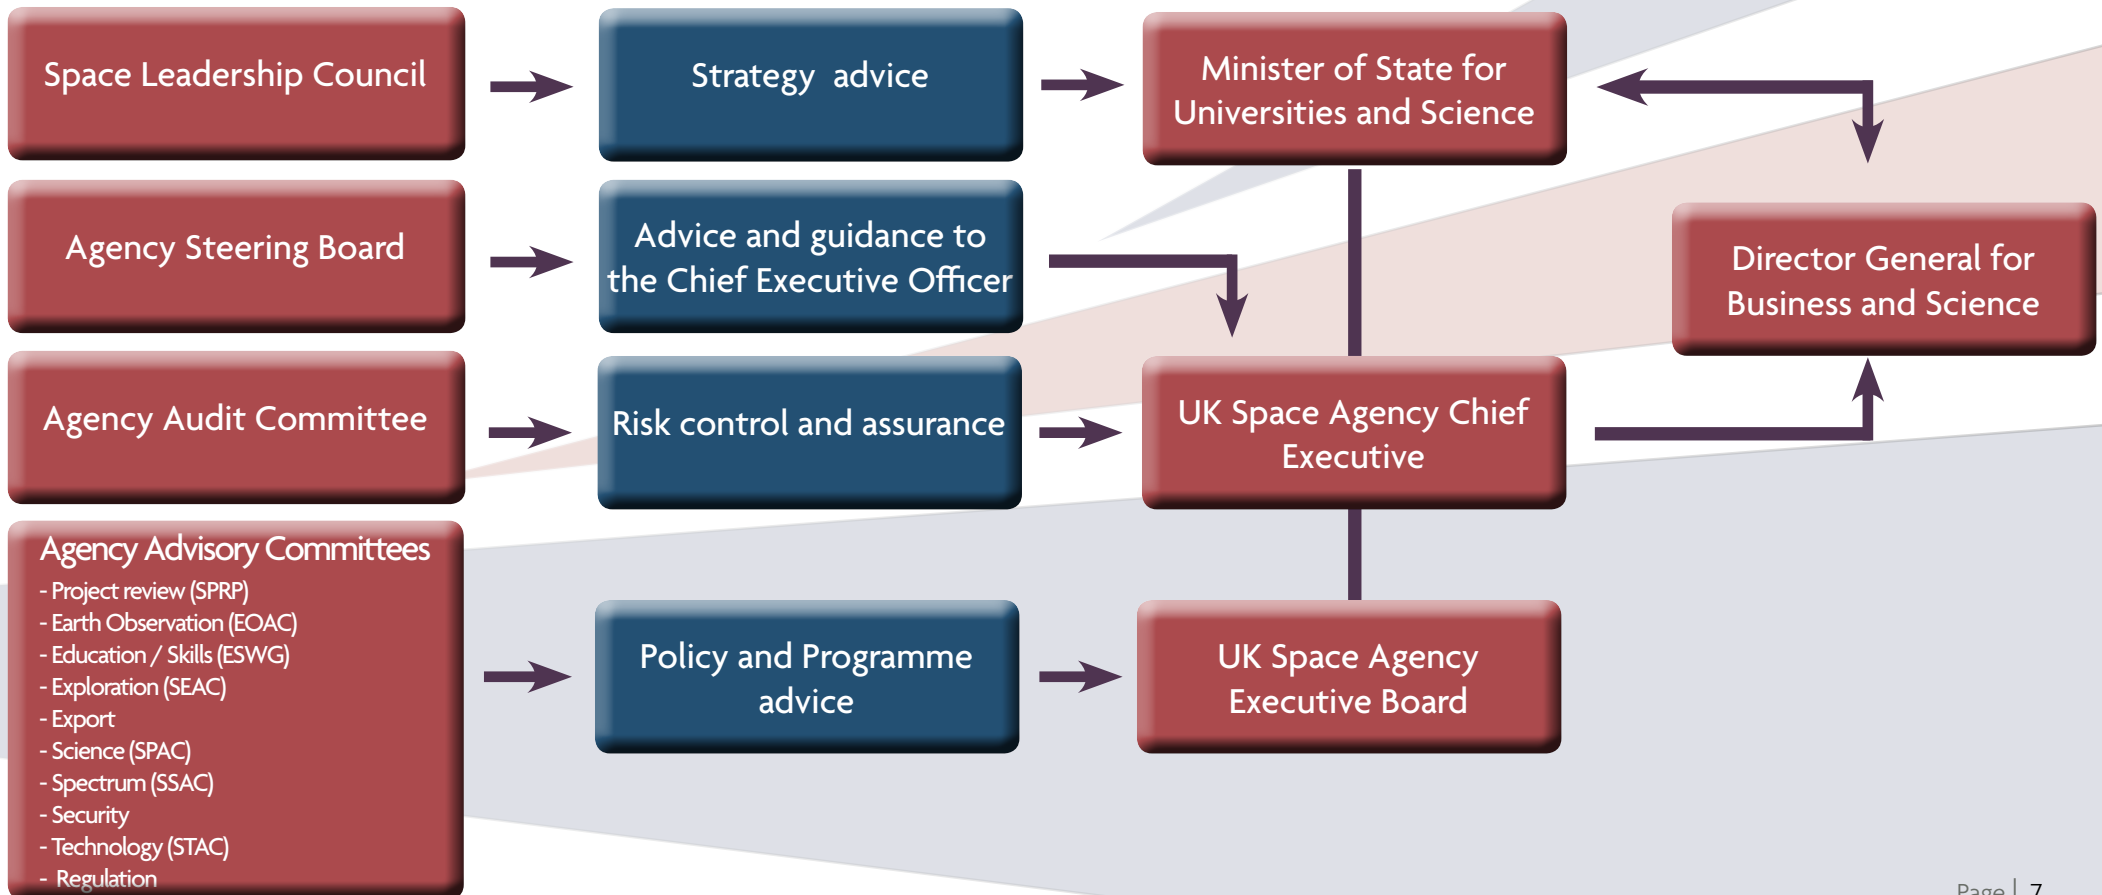 Space Leadership Council
Strategy advice
Minister of State for
Universities and Science
Agency Steering Board
Advice and guidance to
the Chief Executive Officer
Director General for
Business and Science
Agency Audit Committee
Risk control and assurance
UK Space Agency Chief
Executive
Agency Advisory Committees
- Project review (SPRP)
- Earth Observation (EOAC)
- Education / Skills (ESWG)
- Exploration (SEAC)
- Export
- Science (SPAC)
- Spectrum (SSAC)
- Security
- Technology (STAC)
- Regulation
Policy and Programme
advice
UK Space Agency
Executive Board
Page | 7